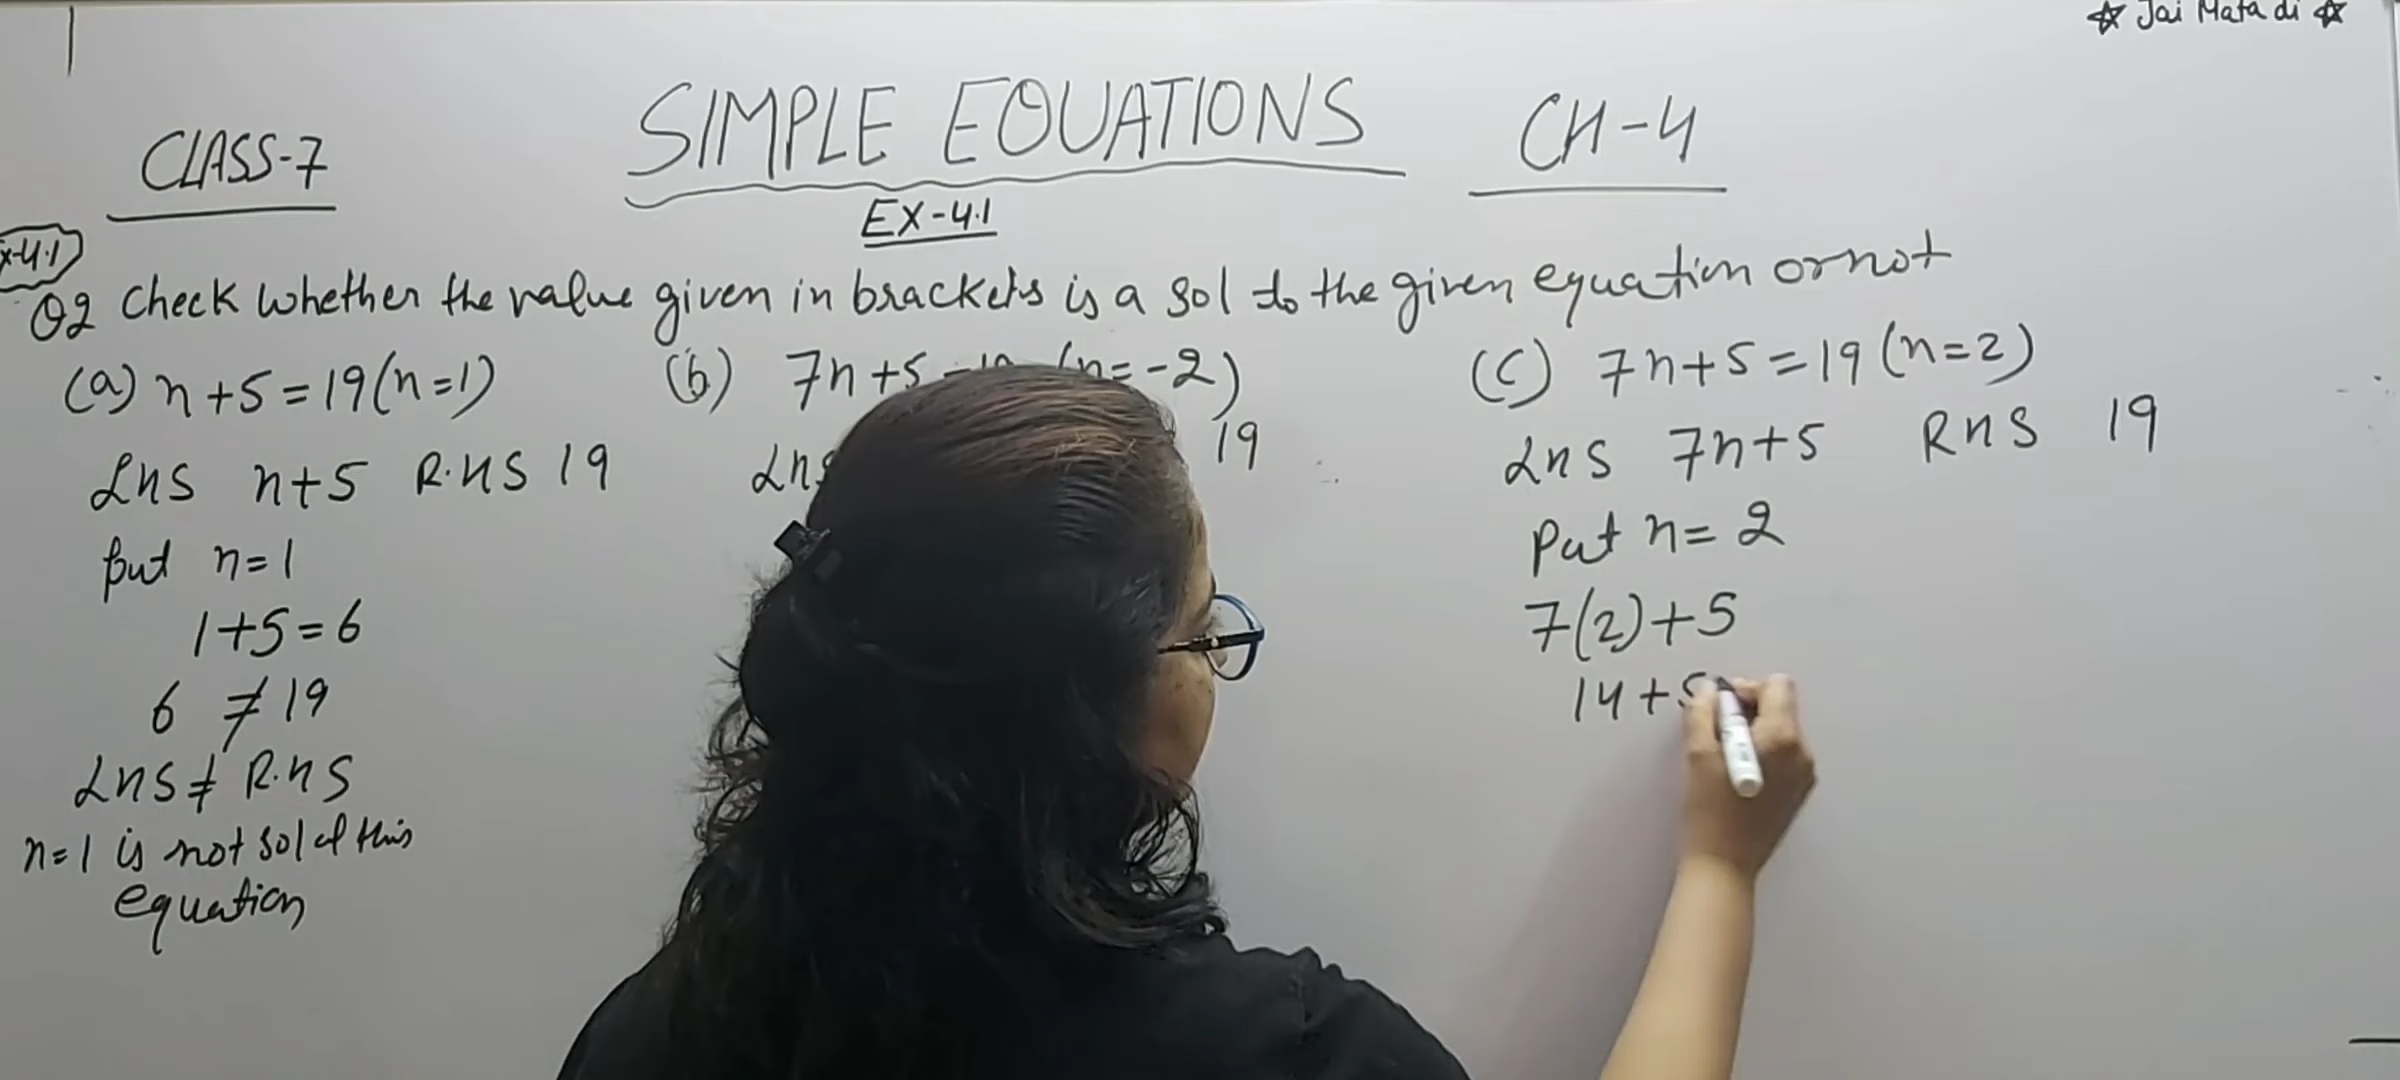 ☆ Jai Mata di ☆
CLASS-7
SIMPLE EQUATIONS
CH-4
EX-4.1
x-4.1
Q2 Check whether the value given in brackets is a sol to the given equation or not
(a) n+5=19(n=1)
LHS n+5 R.HS 19
put n=1
1+5=6
6 ≠ 19
LHS ≠ R.HS
n=1 is not sol of this
equation
(b) 7n+5 = 19 (n=-2)
LHS 19
(C) 7n+5=19(n=2)
LHS 7n+5 RHS 19
Put n=2
7(2)+5
14+5